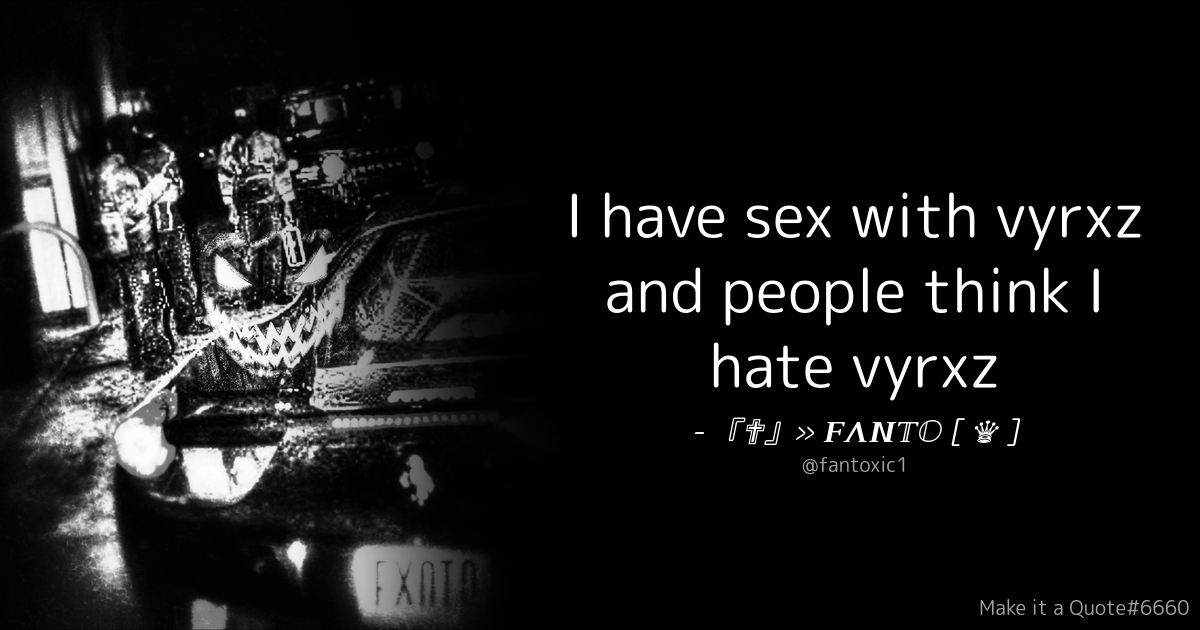 I have sex with vyrxz
and people think I
hate vyrxz
- 『✞』» 𝑭𝜦𝑵𝕋𝕆 [ ♛ ]
@fantoxic1
FXNTO
Make it a Quote#6660